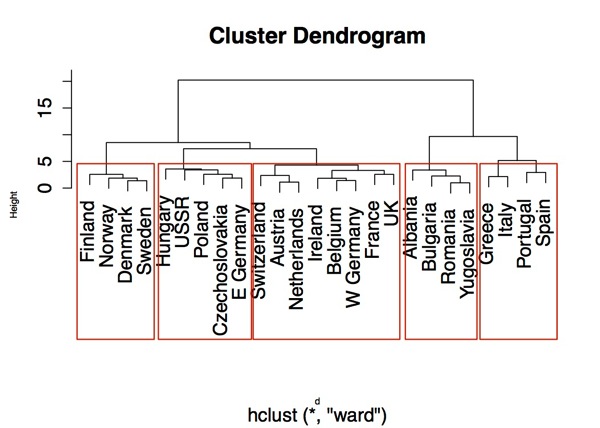 Cluster Dendrogram
Height
15
5
0
Finland
Norway
Denmark
Sweden
Hungary
USSR
Poland
Czechoslovakia
E Germany
Switzerland
Austria
Netherlands
Ireland
Belgium
W Germany
France
UK
Albania
Bulgaria
Romania
Yugoslavia
Greece
Italy
Portugal
Spain
d
hclust (*, "ward")